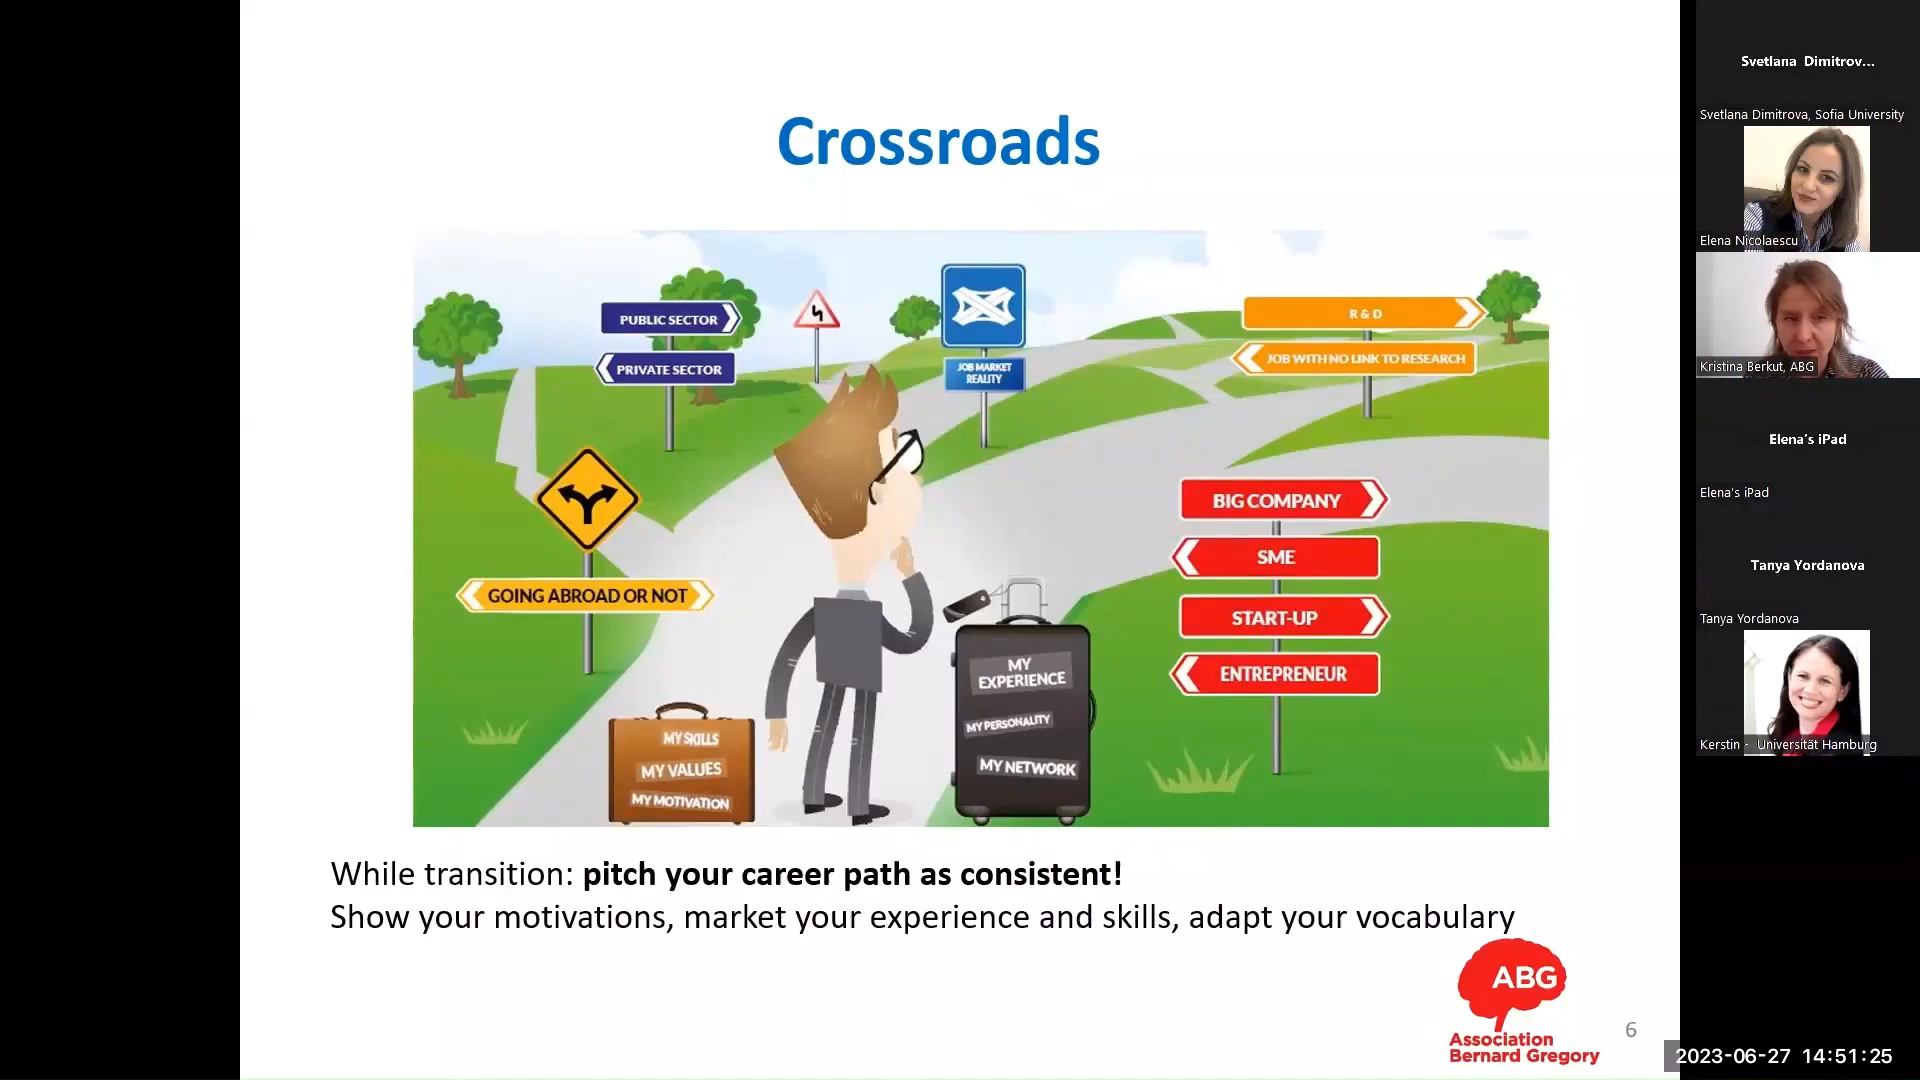 Crossroads
PUBLIC SECTOR
PRIVATE SECTOR
JOB MARKET
REALITY
R & D
JOB WITH NO LINK TO RESEARCH
GOING ABROAD OR NOT
BIG COMPANY
SME
START-UP
ENTREPRENEUR
MY SKILLS
MY VALUES
MY MOTIVATION
MY
EXPERIENCE
MY PERSONALITY
MY NETWORK
While transition: pitch your career path as consistent!
Show your motivations, market your experience and skills, adapt your vocabulary
ABG
Association
Bernard Gregory
6
Svetlana Dimitrov...
Svetlana Dimitrova, Sofia University
Elena Nicolaescu
Kristina Berkut, ABG
Elena's iPad
Elena's iPad
Tanya Yordanova
Tanya Yordanova
Kerstin - Universität Hamburg
2023-06-27 14:51:25